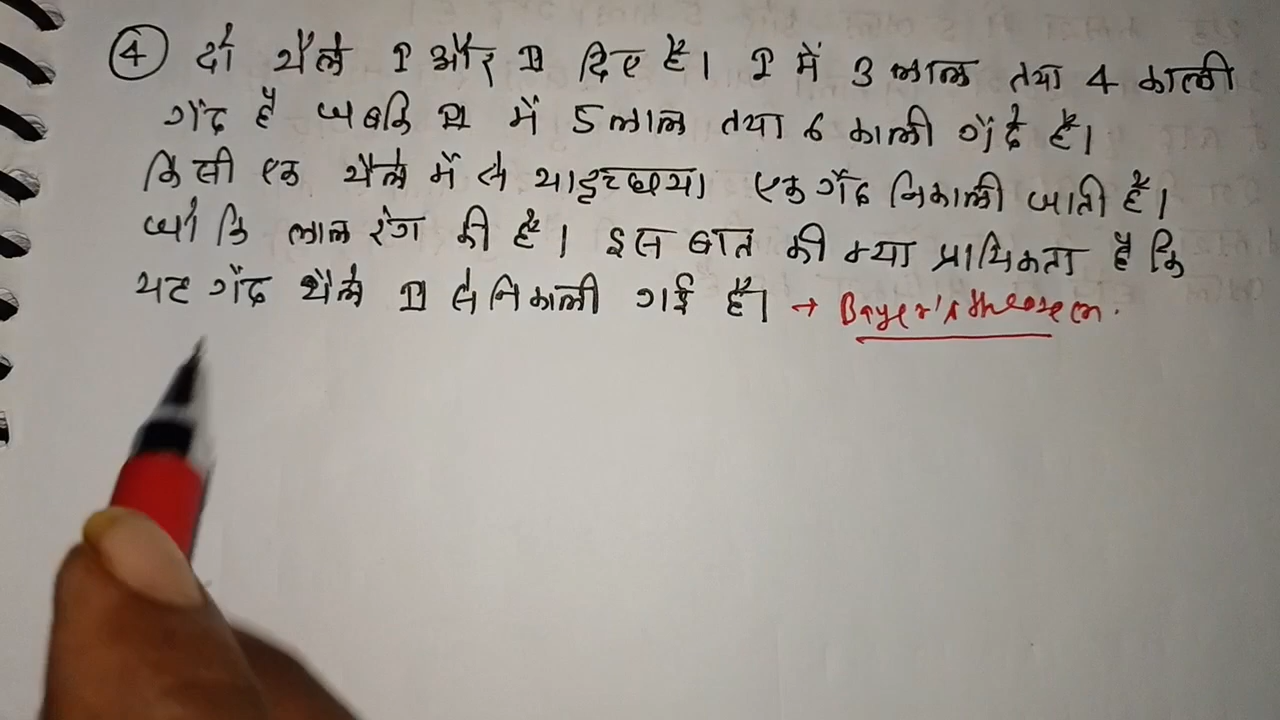 ④ दो थैले I और II दिए है। I में 3 लाल तथा 4 काली
गेंद है जबकि II में 5 लाल तथा 6 काली गेंदे है।
किसी एक थैले में से यादृच्छया एक गेंद निकाली जाती है।
जो कि लाल रंग की है। इस बात की क्या प्रायिकता है कि
यह गेंद थैले II से निकाली गई है। → Bayer's theorem.